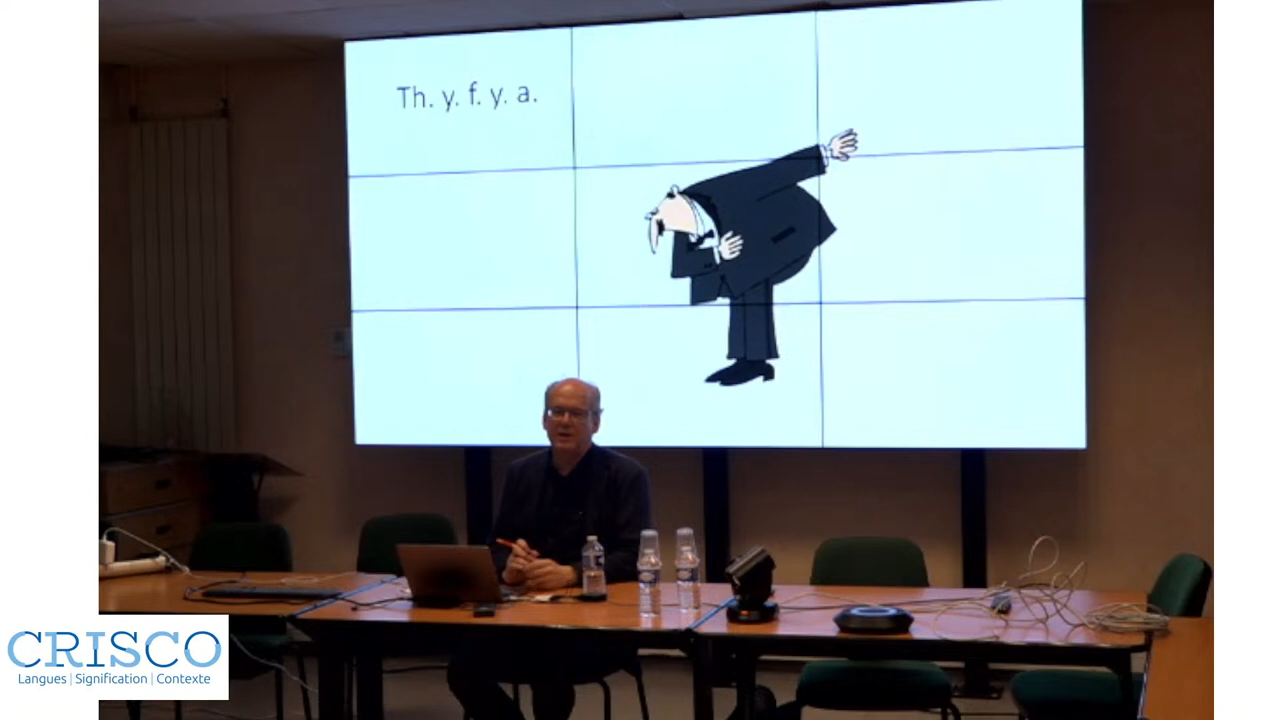 Th. y. f. y. a.
CRISCO
Langues | Signification | Contexte